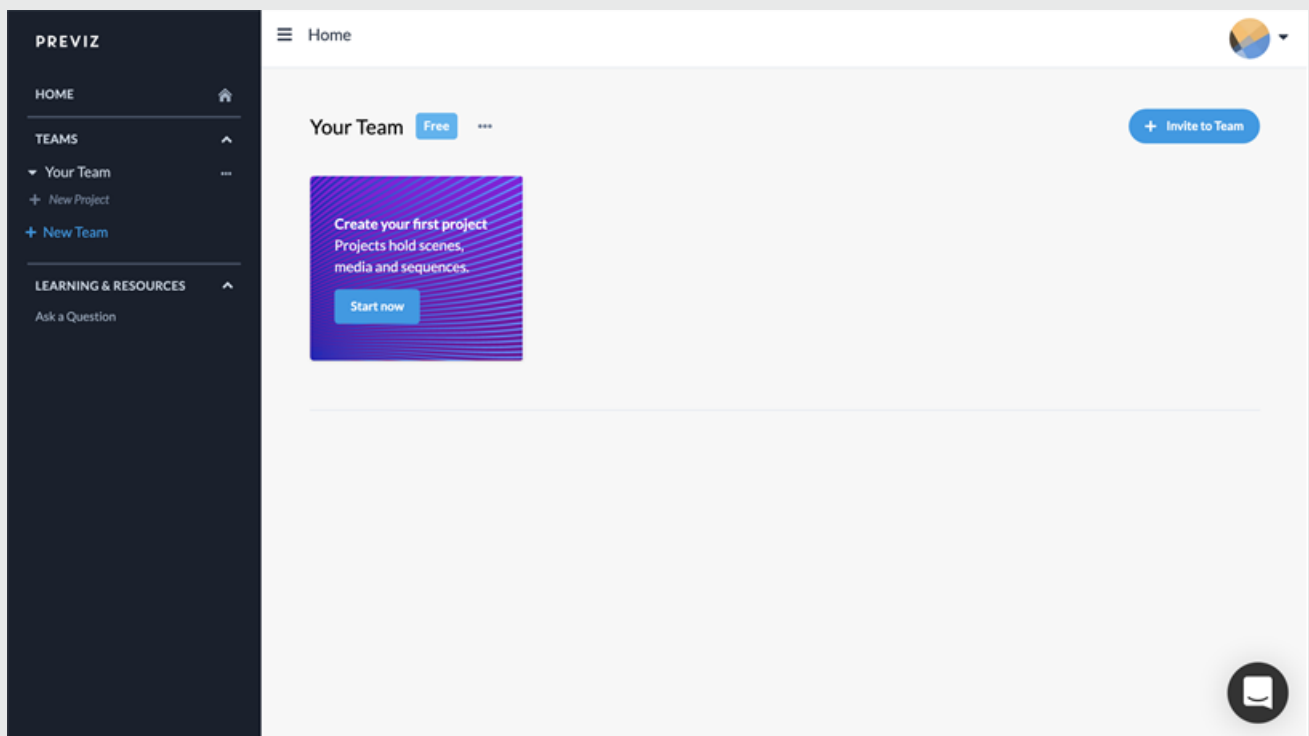 PREVIZ
HOME
TEAMS
Your Team
New Project
New Team
LEARNING & RESOURCES
Ask a Question
Home
Your Team
Free
Invite to Team
Create your first project
Projects hold scenes,
media and sequences.
Start now